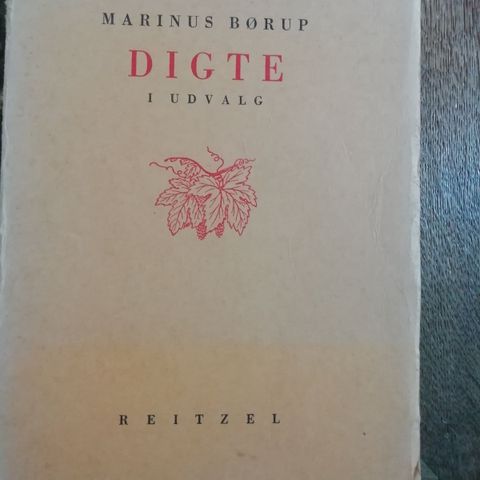 MARINUS BØRUP
DIGTE
I UDVALG
REITZEL